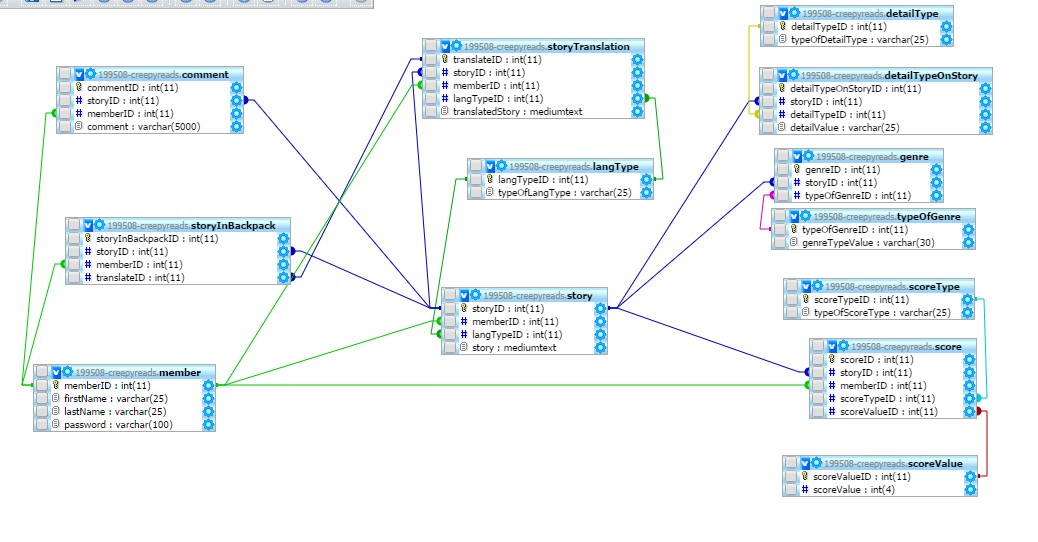 199508-creepyreads.comment
commentID : int(11)
storyID : int(11)
memberID : int(11)
comment : varchar(5000)
199508-creepyreads.storyInBackpack
storyInBackpackID : int(11)
storyID : int(11)
memberID : int(11)
translateID : int(11)
199508-creepyreads.member
memberID : int(11)
firstName : varchar(25)
lastName : varchar(25)
password : varchar(100)
199508-creepyreads.storyTranslation
translateID : int(11)
storyID : int(11)
memberID : int(11)
langTypeID : int(11)
translatedStory : mediumtext
199508-creepyreads.langType
langTypeID : int(11)
typeOfLangType : varchar(25)
199508-creepyreads.story
storyID : int(11)
memberID : int(11)
langTypeID : int(11)
story : mediumtext
199508-creepyreads.detailType
detailTypeID : int(11)
typeOfDetailType : varchar(25)
199508-creepyreads.detailTypeOnStory
detailTypeOnStoryID : int(11)
storyID : int(11)
detailTypeID : int(11)
detailValue : varchar(25)
199508-creepyreads.genre
genreID : int(11)
storyID : int(11)
typeOfGenreID : int(11)
199508-creepyreads.typeOfGenre
typeOfGenreID : int(11)
genreTypeValue : varchar(30)
199508-creepyreads.scoreType
scoreTypeID : int(11)
typeOfScoreType : varchar(25)
199508-creepyreads.score
scoreID : int(11)
storyID : int(11)
memberID : int(11)
scoreTypeID : int(11)
scoreValueID : int(11)
199508-creepyreads.scoreValue
scoreValueID : int(11)
scoreValue : int(4)